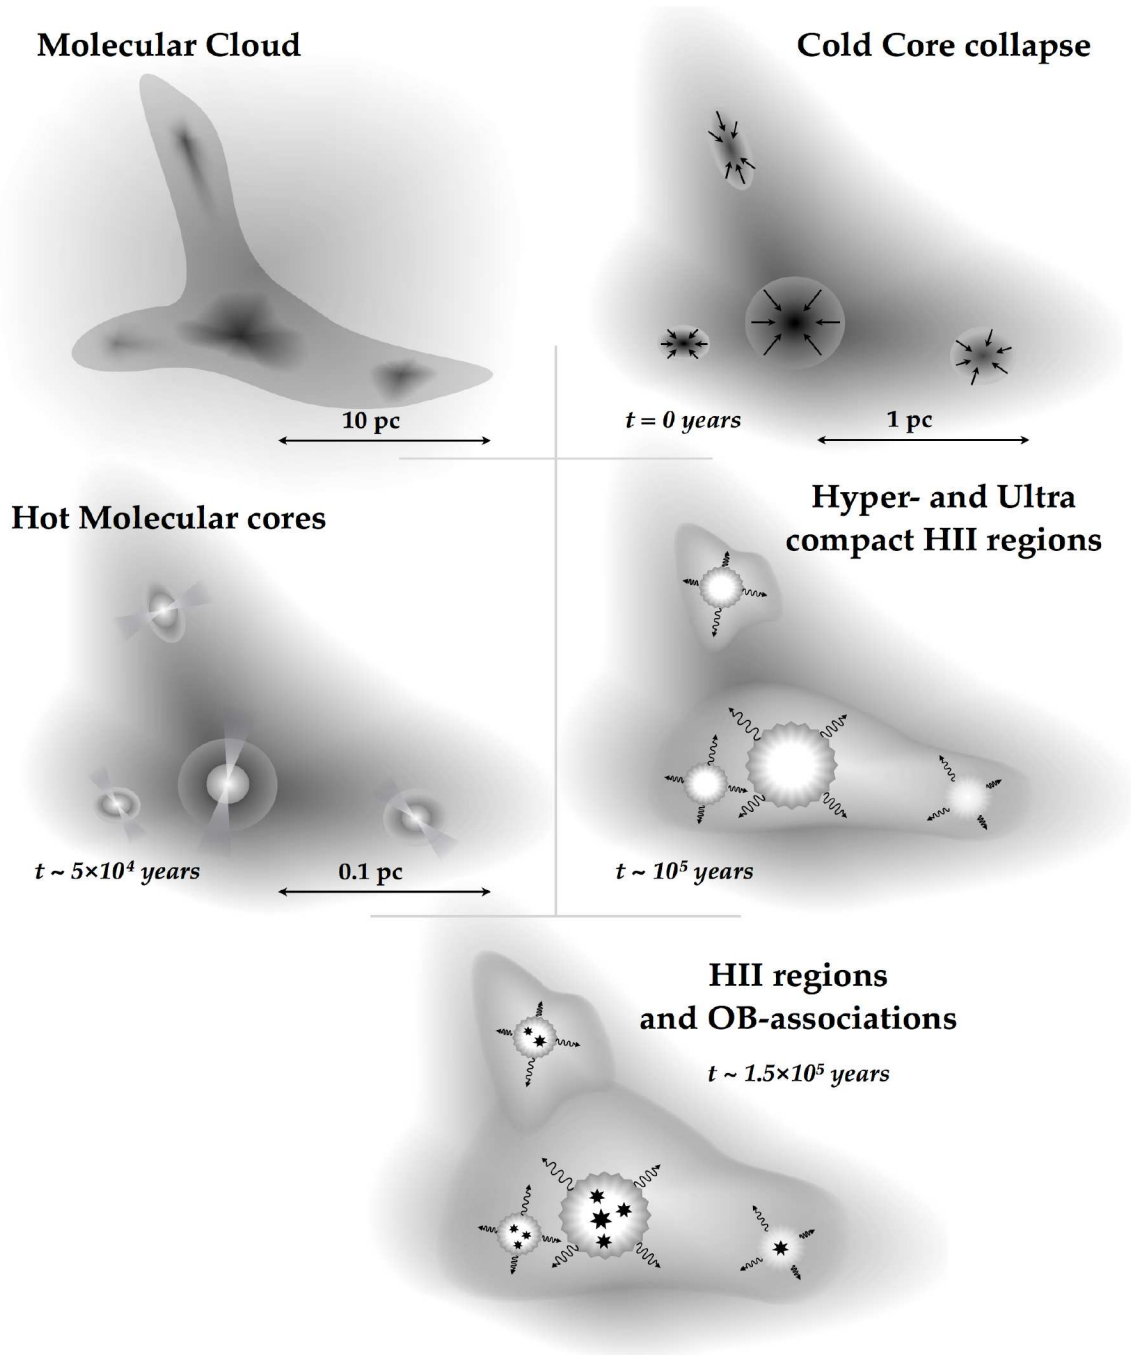 Molecular Cloud
10 pc
Cold Core collapse
t = 0 years
1 pc
Hot Molecular cores
t ~ 5×10⁴ years
0.1 pc
Hyper- and Ultra
compact HII regions
t ~ 10⁵ years
HII regions
and OB-associations
t ~ 1.5×10⁵ years